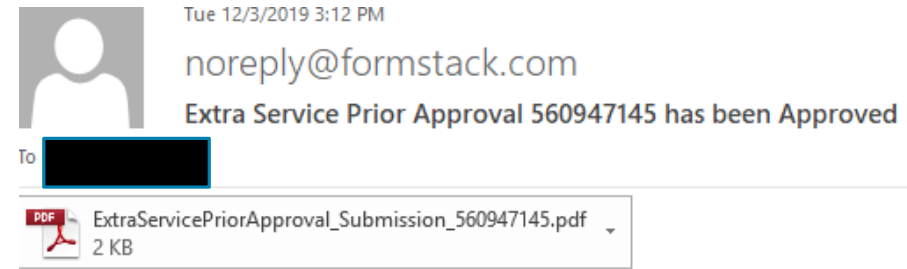 Tue 12/3/2019 3:12 PM
noreply@formstack.com
Extra Service Prior Approval 560947145 has been Approved
To
PDF ExtraServicePriorApproval_Submission_560947145.pdf
2 KB